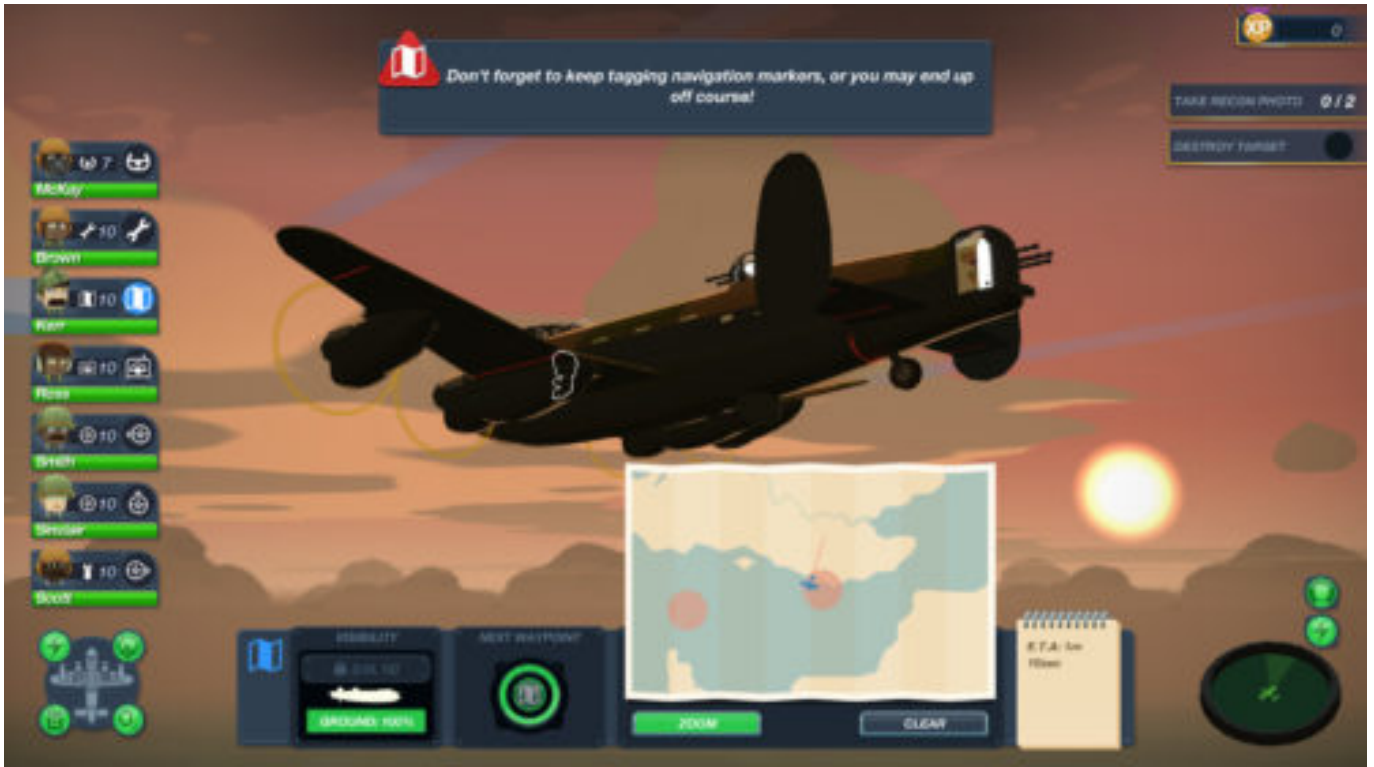 XP 0
Don't forget to keep tagging navigation markers, or you may end up
off course!
TAKE RECON PHOTO 0/2
DESTROY TARGET
7
McKay
10
Brown
10
Kerr
10
Ross
10
Smith
10
Sinclair
10
Scott
VISIBILITY
GROUND: 100%
NEXT WAYPOINT
ZOOM
CLEAR
E.T.A: